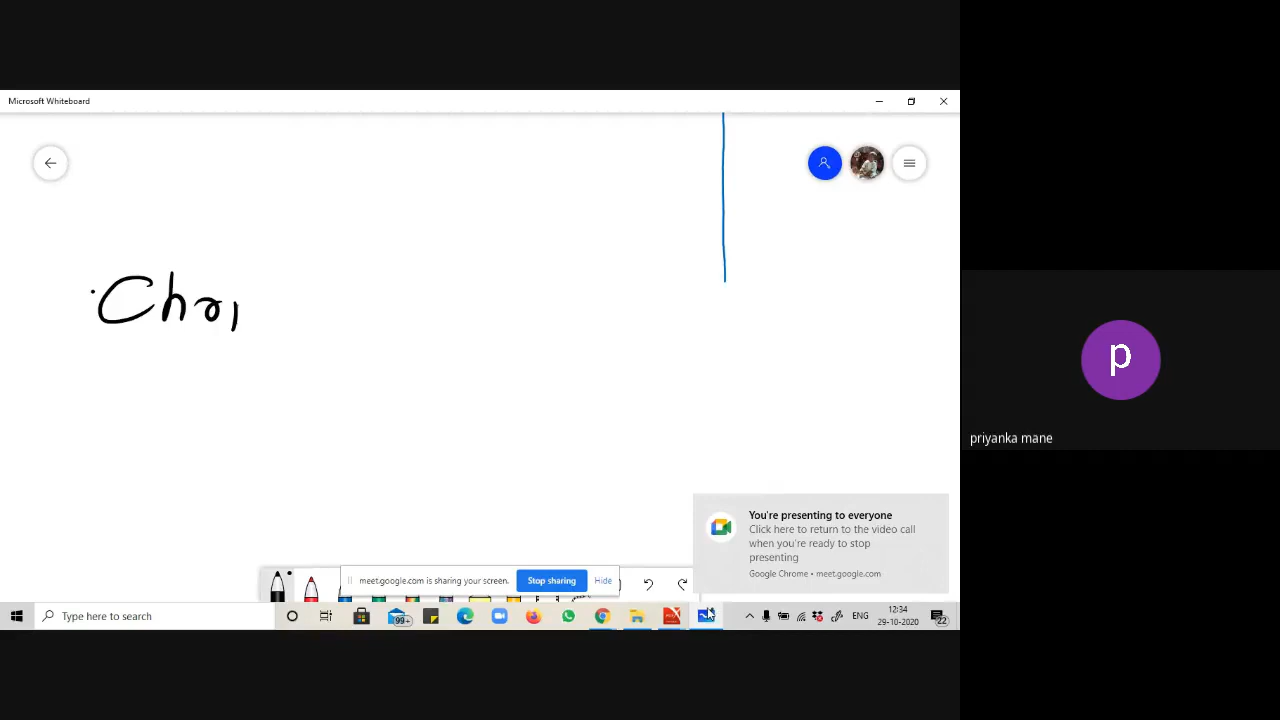 Microsoft Whiteboard
Chr
p
priyanka mane
You're presenting to everyone
Click here to return to the video call
when you're ready to stop
presenting
Google Chrome • meet.google.com
meet.google.com is sharing your screen.
Stop sharing
Hide
Type here to search
99+
ENG
12:34
29-10-2020
22